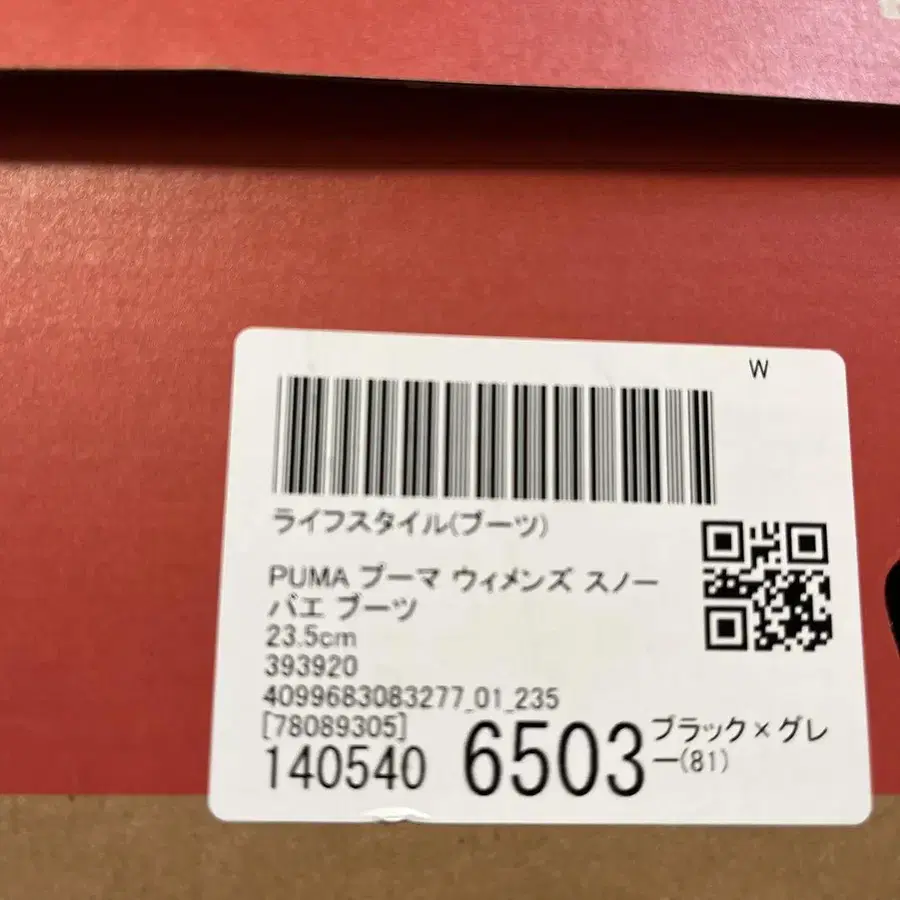 W
ライフスタイル(ブーツ)
PUMA プーマ ウィメンズ スノー
バエ ブーツ
23.5cm
393920
4099683083277_01_235
[78089305]
140540 6503 ブラック×グレ
ー(81)